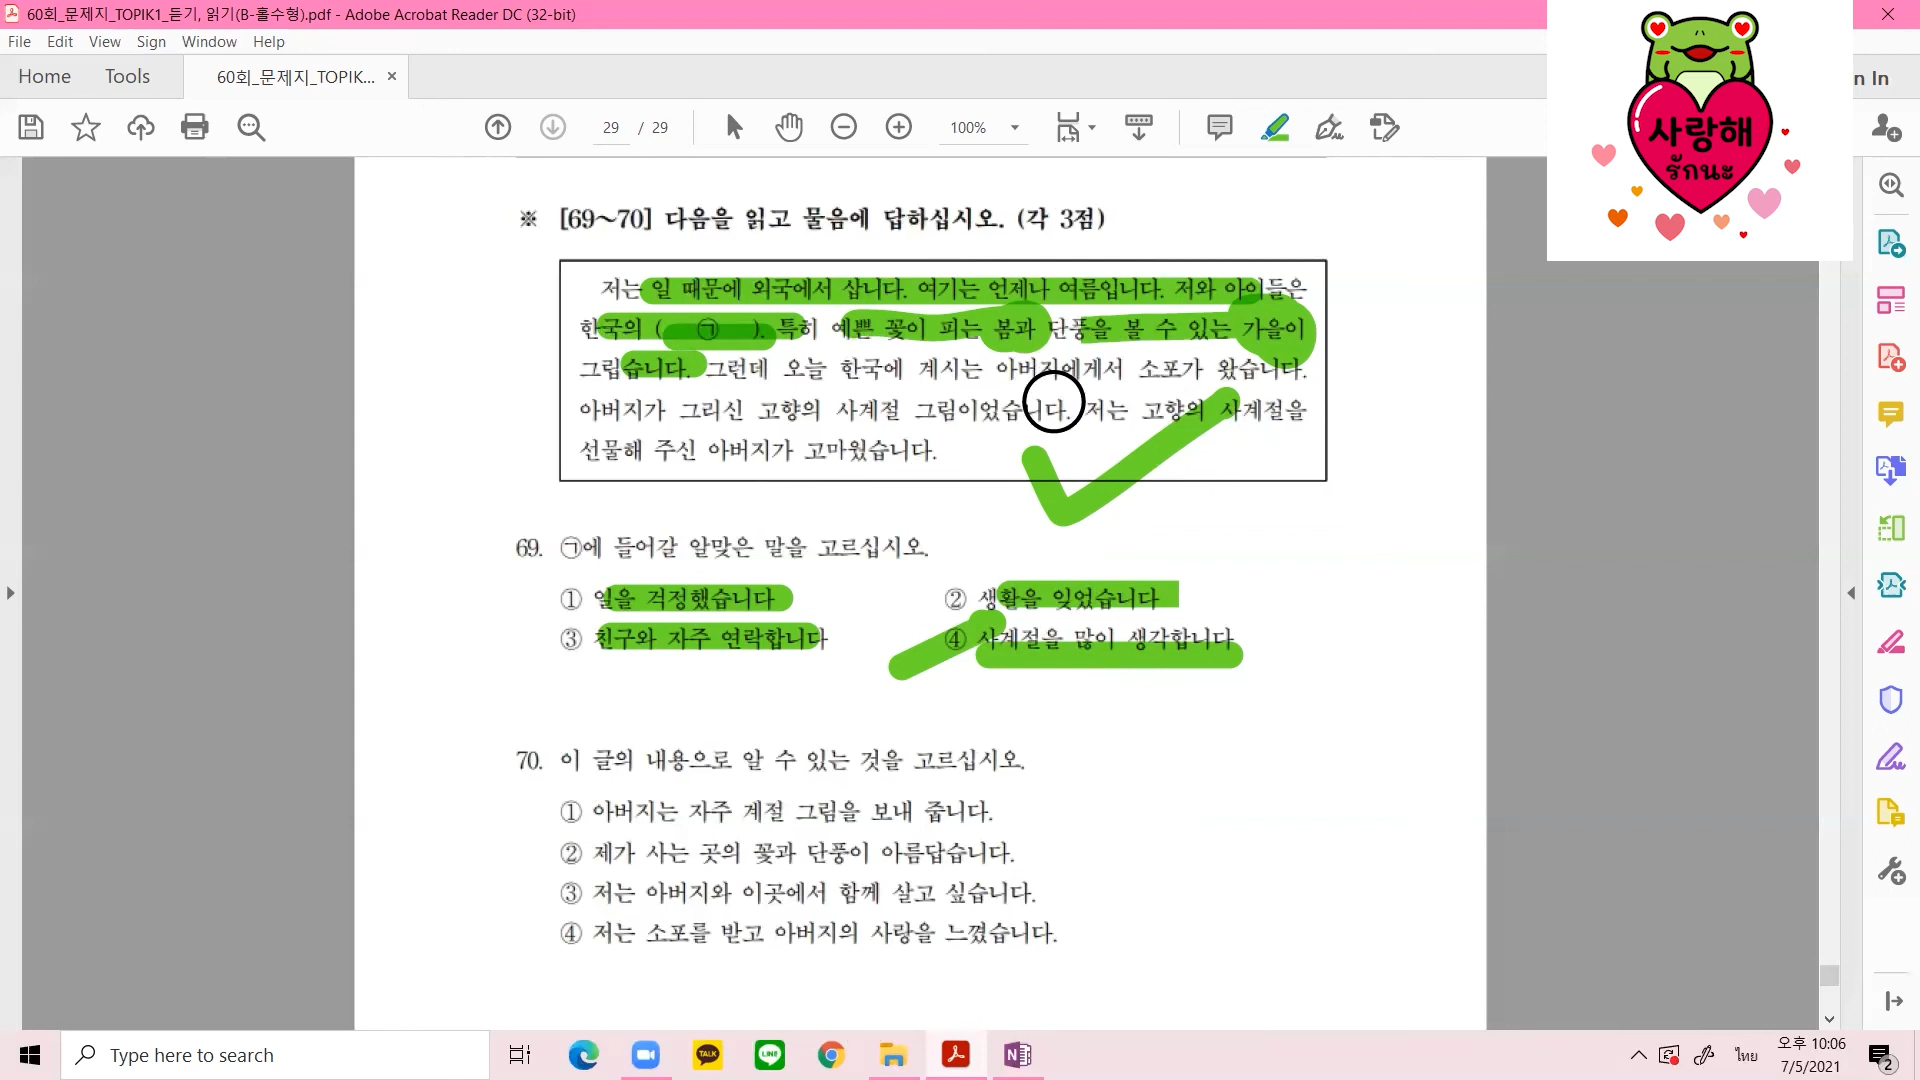 60회_문제지_TOPIK1_듣기, 읽기(B-홀수형).pdf - Adobe Acrobat Reader DC (32-bit)
File Edit View Sign Window Help
Home Tools 60회_문제지_TOPIK... × n In
29 / 29 100%
사랑해
รักนะ
※ [69～70] 다음을 읽고 물음에 답하십시오. (각 3점)
저는 일 때문에 외국에서 삽니다. 여기는 언제나 여름입니다. 저와 아이들은
한국의 ( ㉠ ). 특히 예쁜 꽃이 피는 봄과 단풍을 볼 수 있는 가을이
그립습니다. 그런데 오늘 한국에 계시는 아버지에게서 소포가 왔습니다.
아버지가 그리신 고향의 사계절 그림이었습니다. 저는 고향의 사계절을
선물해 주신 아버지가 고마웠습니다.
69. ㉠에 들어갈 알맞은 말을 고르십시오.
① 일을 걱정했습니다 ② 생활을 잊었습니다
③ 친구와 자주 연락합니다 ④ 사계절을 많이 생각합니다
70. 이 글의 내용으로 알 수 있는 것을 고르십시오.
① 아버지는 자주 계절 그림을 보내 줍니다.
② 제가 사는 곳의 꽃과 단풍이 아름답습니다.
③ 저는 아버지와 이곳에서 함께 살고 싶습니다.
④ 저는 소포를 받고 아버지의 사랑을 느꼈습니다.
Type here to search TALK LINE N ไทย 오후 10:06
7/5/2021 2